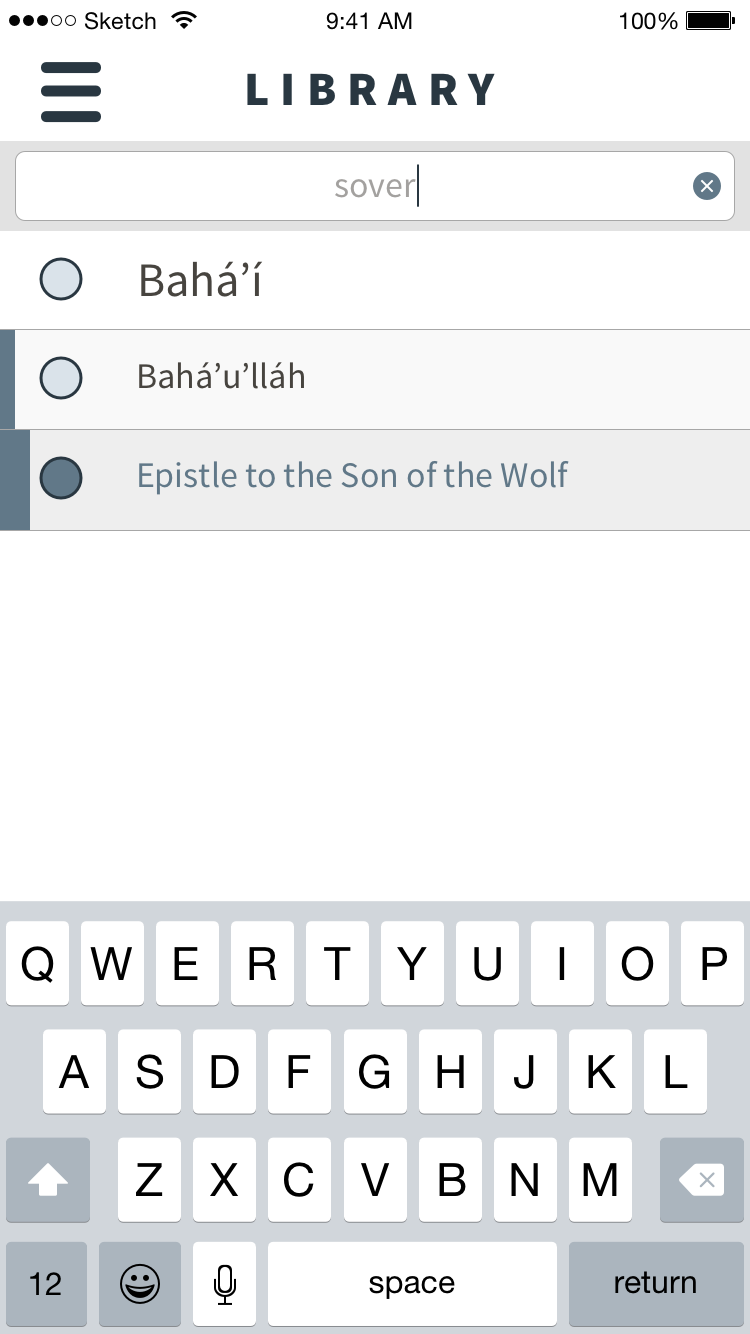 Sketch 9:41 AM 100%
LIBRARY
sover
Bahá’í
Bahá’u’lláh
Epistle to the Son of the Wolf
Q W E R T Y U I O P
A S D F G H J K L
Z X C V B N M
12 space return